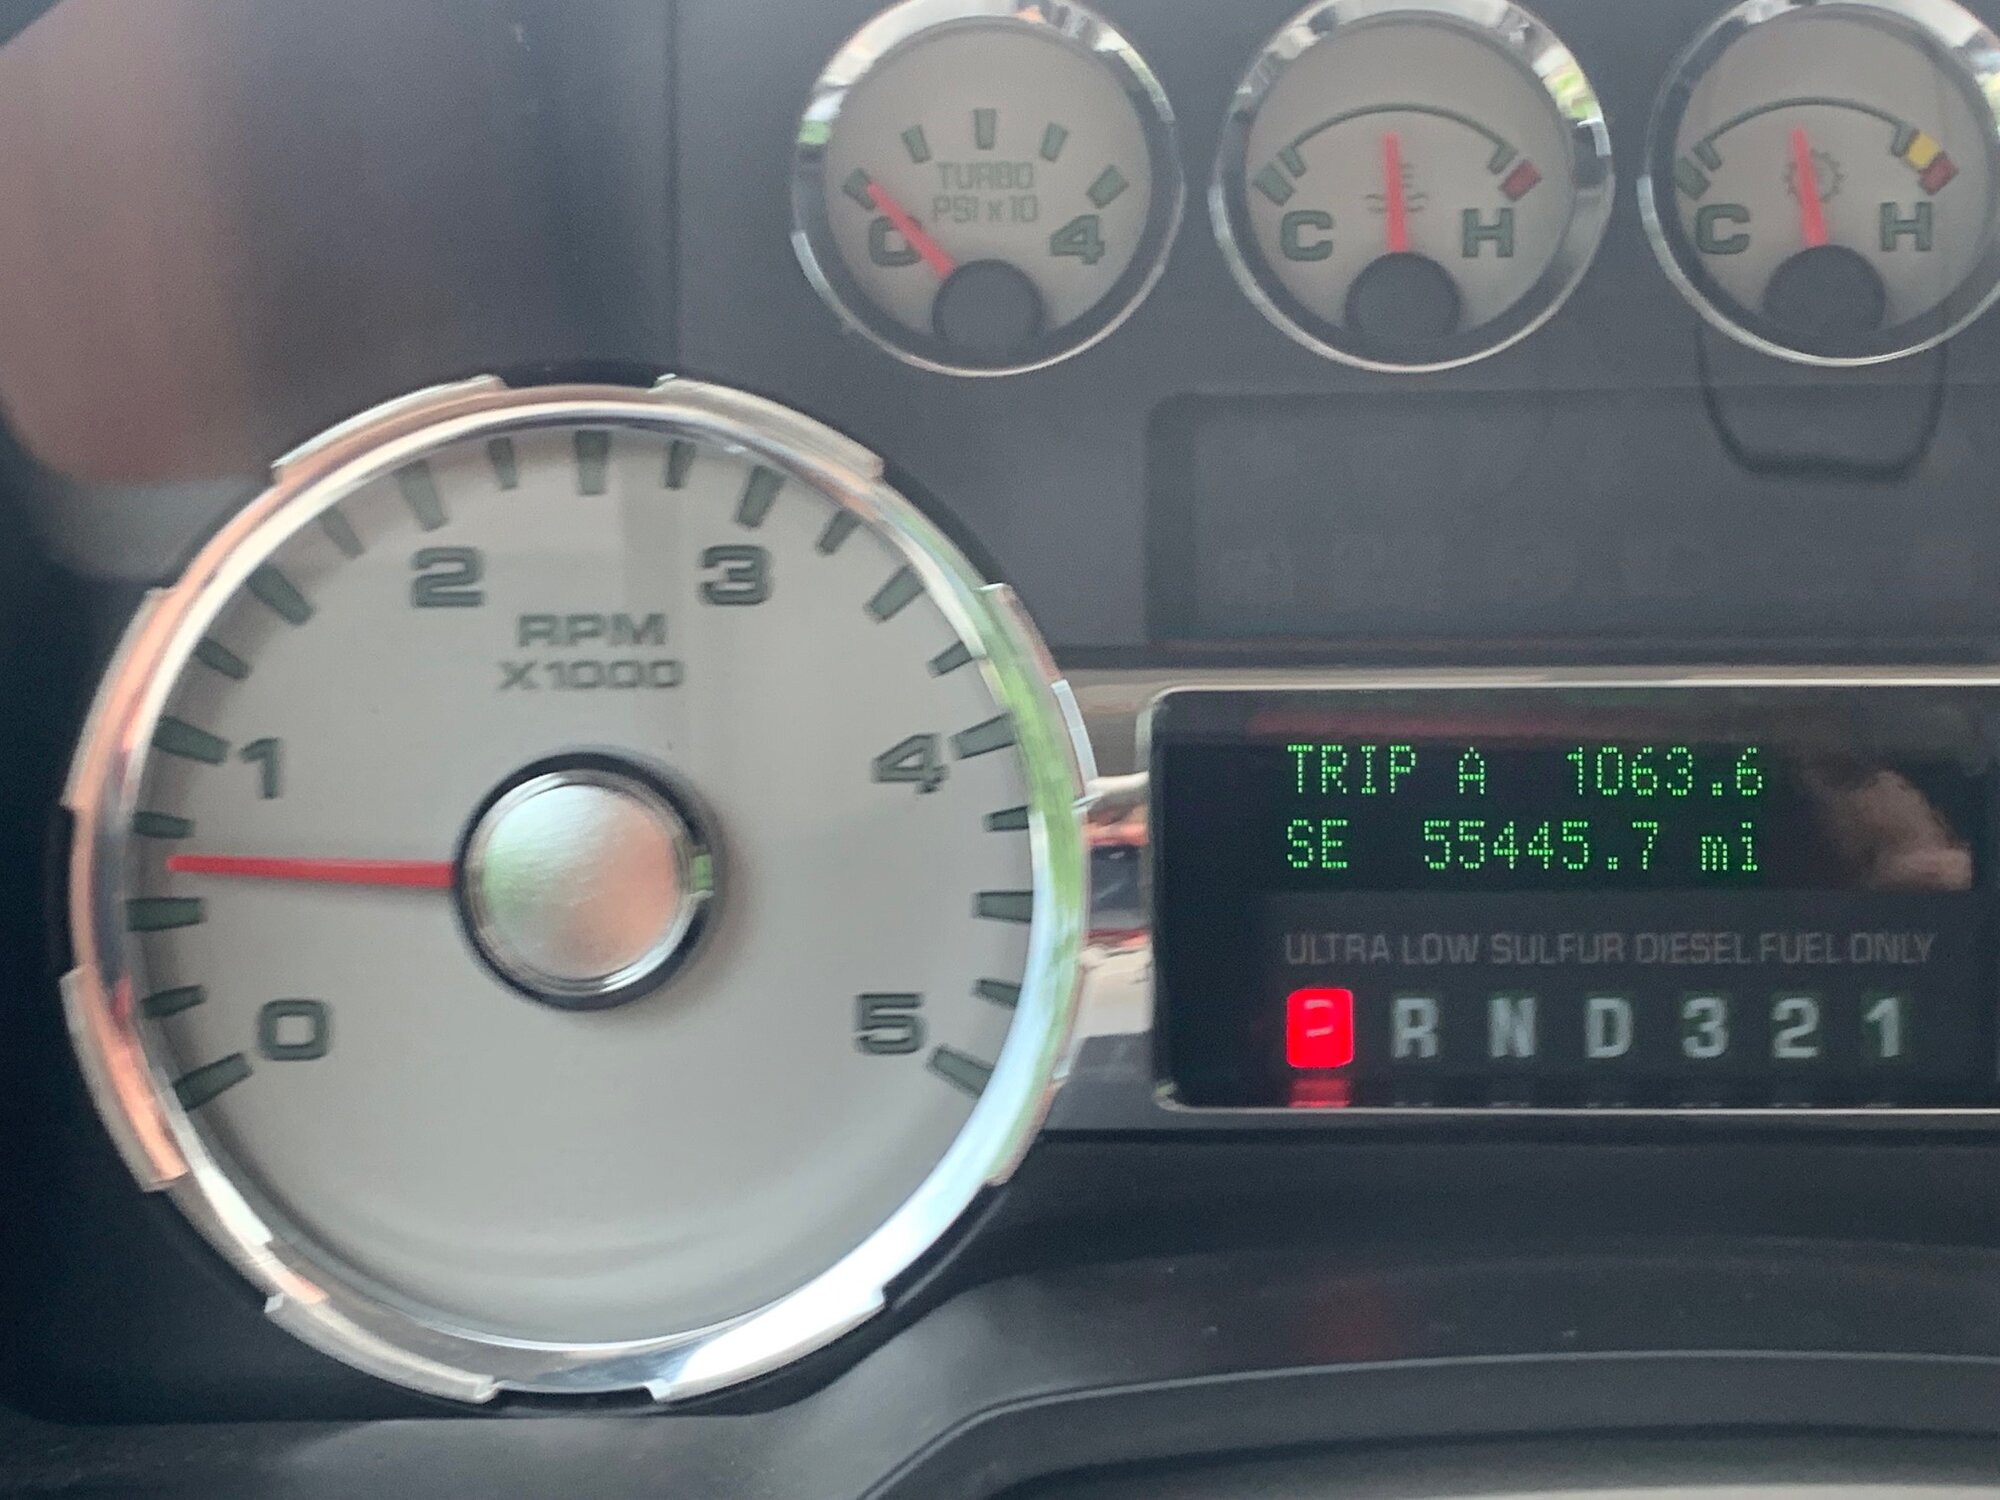 TURBO
PSI x 10
0 4
C H
C H
2 3
RPM
X1000
1 4
0 5
TRIP A 1063.6
SE 55445.7 mi
ULTRA LOW SULFUR DIESEL FUEL ONLY
P R N D 3 2 1